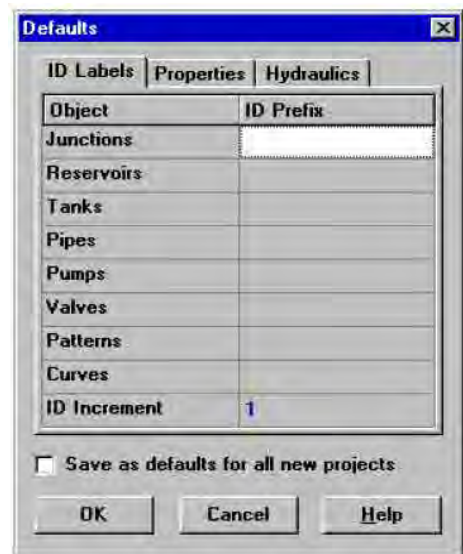 Defaults
ID Labels Properties Hydraulics
Object ID Prefix
Junctions
Reservoirs
Tanks
Pipes
Pumps
Valves
Patterns
Curves
ID Increment 1
Save as defaults for all new projects
OK Cancel Help